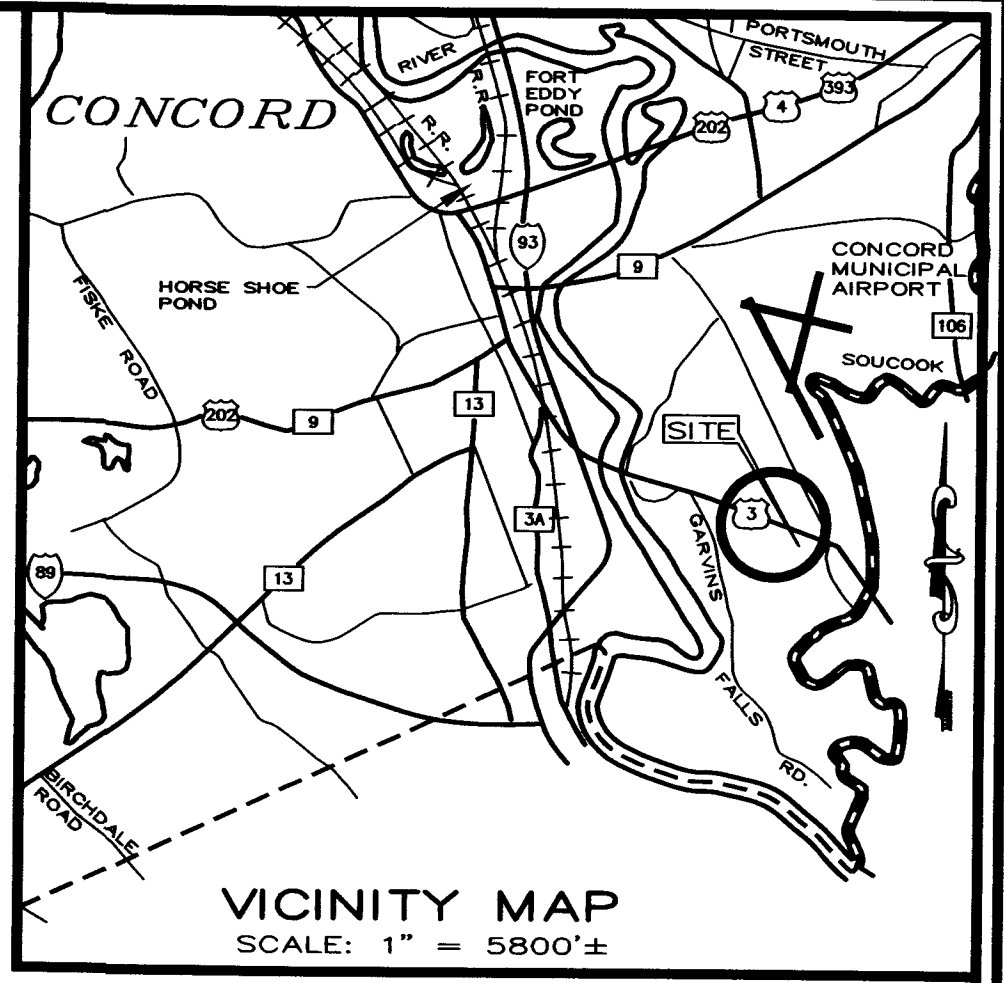 PORTSMOUTH
STREET
RIVER
R.R.
FORT
EDDY
POND
393
4
202
CONCORD
R.R.
93
9
CONCORD
MUNICIPAL
AIRPORT
HORSE SHOE
POND
FISKE ROAD
106
SOUCOOK
202
9
13
SITE
3A
3
GARVINS
FALLS
RD.
89
13
BIRCHDALE
ROAD
VICINITY MAP
SCALE: 1" = 5800'±